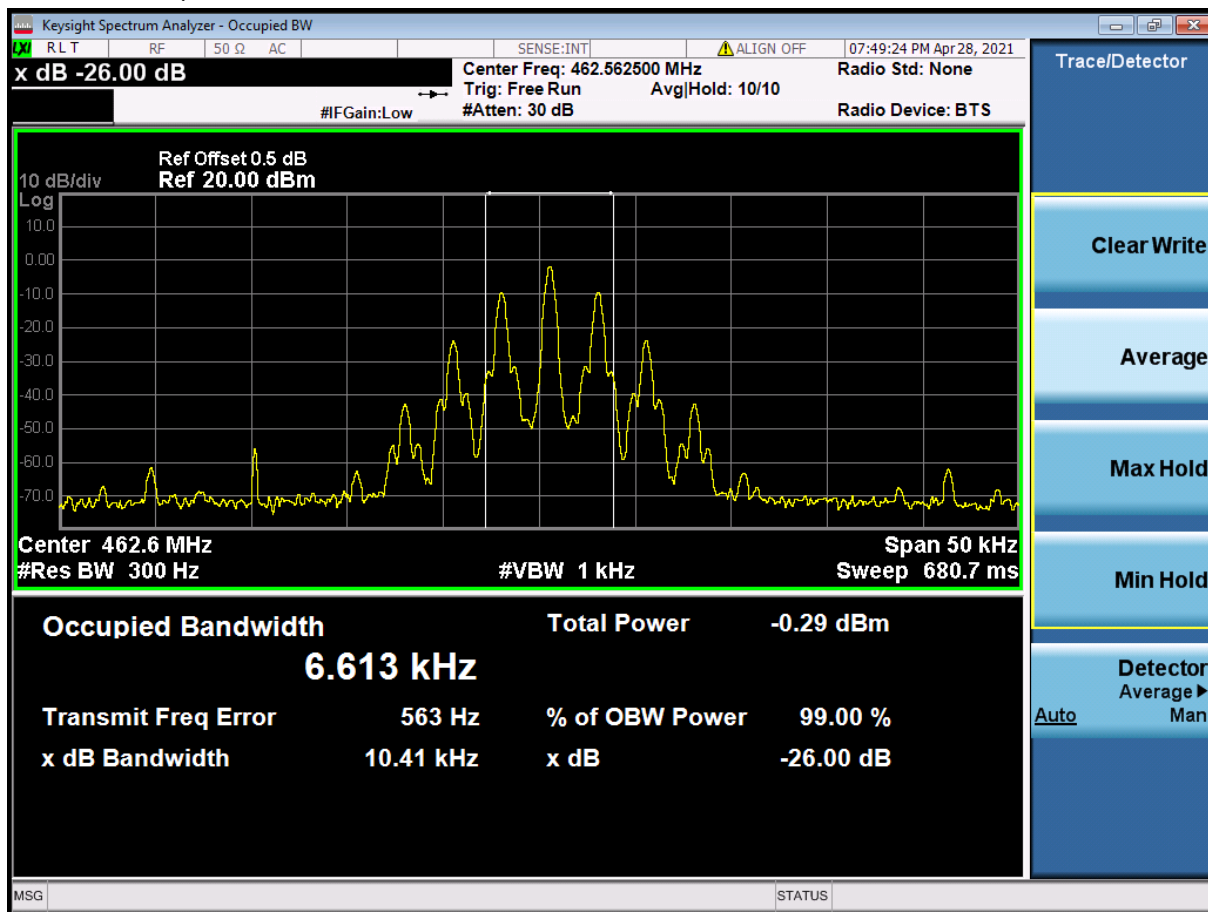 Keysight Spectrum Analyzer - Occupied BW
LXI RLT RF 50 Ω AC SENSE:INT ALIGN OFF 07:49:24 PM Apr 28, 2021
x dB -26.00 dB
Center Freq: 462.562500 MHz
Radio Std: None
Trig: Free Run Avg|Hold: 10/10
#IFGain:Low
#Atten: 30 dB
Radio Device: BTS
Ref Offset 0.5 dB
10 dB/div Ref 20.00 dBm
Log
10.0
0.00
-10.0
-20.0
-30.0
-40.0
-50.0
-60.0
-70.0
Center 462.6 MHz Span 50 kHz
#Res BW 300 Hz #VBW 1 kHz Sweep 680.7 ms
Occupied Bandwidth Total Power -0.29 dBm
6.613 kHz
Transmit Freq Error 563 Hz % of OBW Power 99.00 %
x dB Bandwidth 10.41 kHz x dB -26.00 dB
MSG STATUS
Trace/Detector
Clear Write
Average
Max Hold
Min Hold
Detector
Average
Auto Man